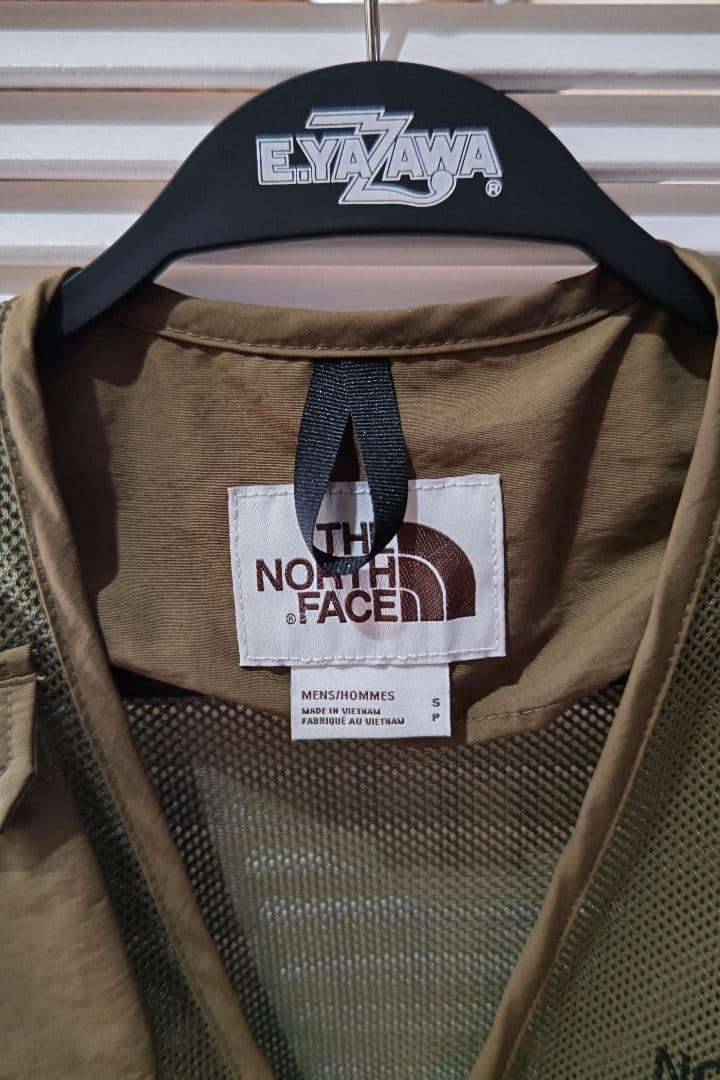 E.YAZAWA
®
THE
NORTH
®FACE
MENS/HOMMES S
MADE IN VIETNAM
FABRIQUÉ AU VIETNAM P